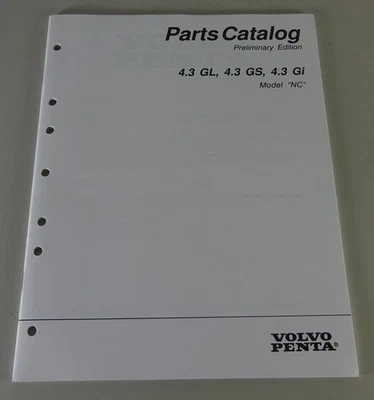 Parts Catalog
Preliminary Edition
4.3 GL, 4.3 GS, 4.3 Gi
Model "NC"
VOLVO
PENTA®